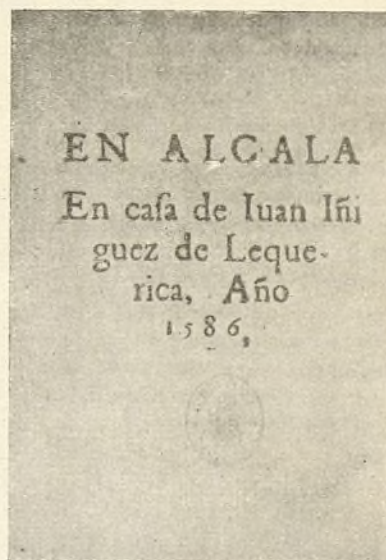 EN ALCALA
En caſa de Iuan Iñi
guez de Leque-
rica, Año
1586,